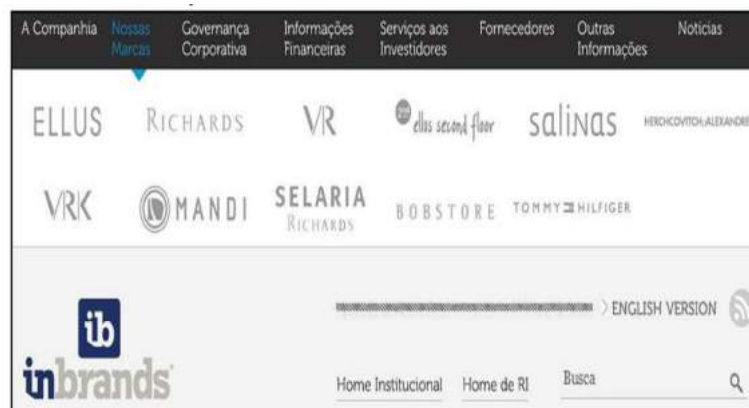 A Companhia Nossas Marcas Governança Corporativa Informações Financeiras Serviços aos Investidores Fornecedores Outras Informações Notícias
ELLUS RICHARDS VR ellus second floor salinas HERCHCOVITCH;ALEXANDRE
VRK MANDI SELARIA RICHARDS BOBSTORE TOMMY HILFIGER
ib
inbrands
> ENGLISH VERSION
Home Institucional Home de RI Busca